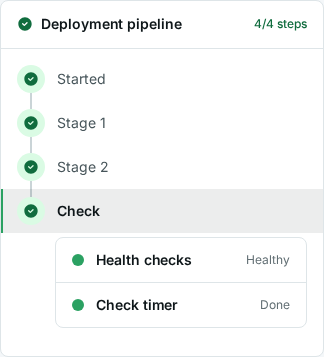 Deployment pipeline 4/4 steps
Started
Stage 1
Stage 2
Check
Health checks Healthy
Check timer Done